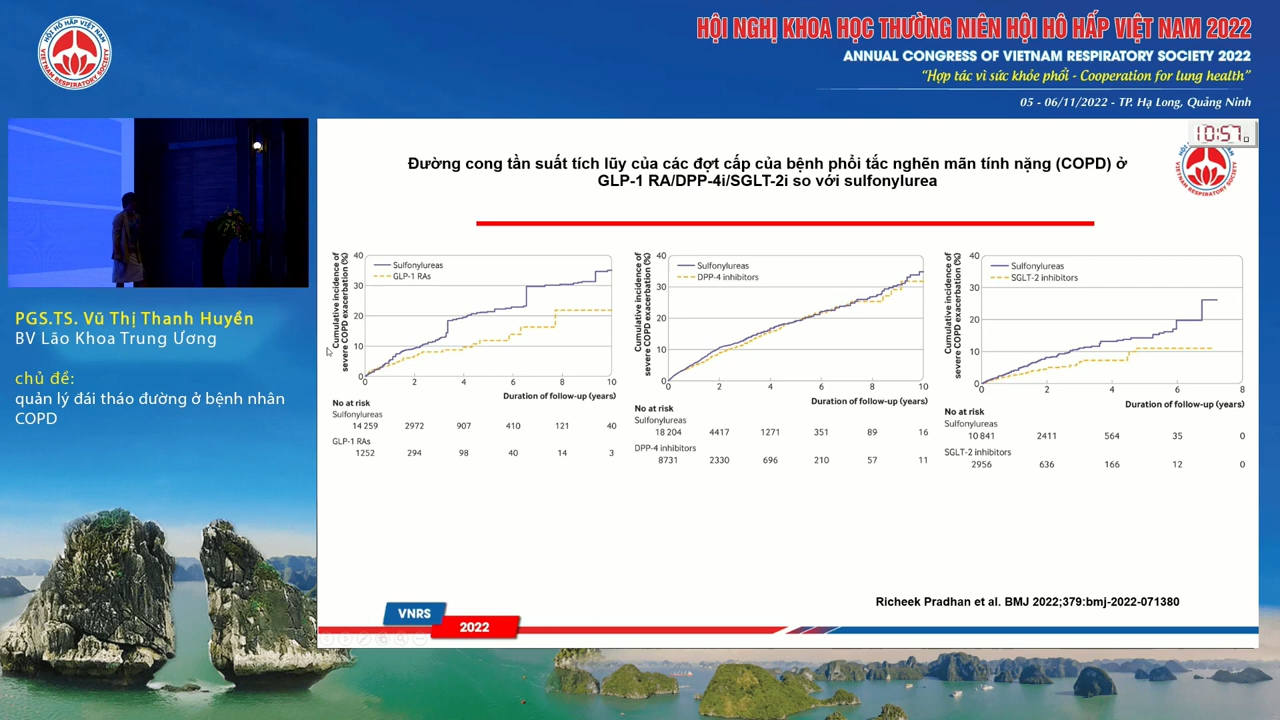 HỘI NGHỊ KHOA HỌC THƯỜNG NIÊN HỘI HÔ HẤP VIỆT NAM 2022
ANNUAL CONGRESS OF VIETNAM RESPIRATORY SOCIETY 2022
“Hợp tác vì sức khỏe phổi - Cooperation for lung health”
05 - 06/11/2022 - TP. Hạ Long, Quảng Ninh
HỘI HÔ HẤP VIỆT NAM
VIETNAM RESPIRATORY SOCIETY
PGS.TS. Vũ Thị Thanh Huyền
BV Lão Khoa Trung Ương
chủ đề:
quản lý đái tháo đường ở bệnh nhân
COPD
10:57
Đường cong tần suất tích lũy của các đợt cấp của bệnh phổi tắc nghẽn mãn tính nặng (COPD) ở
GLP-1 RA/DPP-4i/SGLT-2i so với sulfonylurea
Cumulative incidence of
severe COPD exacerbation (%)
40
30
20
10
0
Sulfonylureas
GLP-1 RAs
0 2 4 6 8 10
Duration of follow-up (years)
No at risk
Sulfonylureas
14 259 2972 907 410 121 40
GLP-1 RAs
1252 294 98 40 14 3
Cumulative incidence of
severe COPD exacerbation (%)
40
30
20
10
0
Sulfonylureas
DPP-4 inhibitors
0 2 4 6 8 10
Duration of follow-up (years)
No at risk
Sulfonylureas
18 204 4417 1271 351 89 16
DPP-4 inhibitors
8731 2330 696 210 57 11
Cumulative incidence of
severe COPD exacerbation (%)
40
30
20
10
0
Sulfonylureas
SGLT-2 inhibitors
0 2 4 6 8
Duration of follow-up (years)
No at risk
Sulfonylureas
10 841 2411 564 35 0
SGLT-2 inhibitors
2956 636 166 12 0
Richeek Pradhan et al. BMJ 2022;379:bmj-2022-071380
VNRS
2022